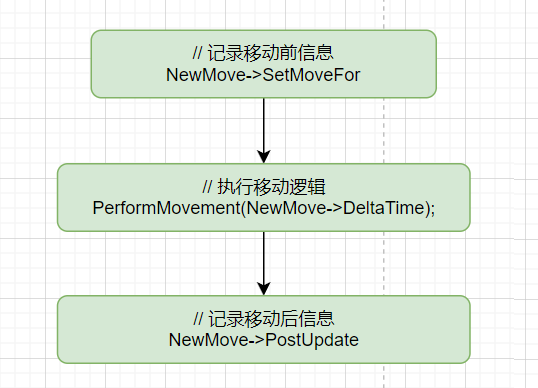 // 记录移动前信息
NewMove->SetMoveFor
// 执行移动逻辑
PerformMovement(NewMove->DeltaTime);
// 记录移动后信息
NewMove->PostUpdate